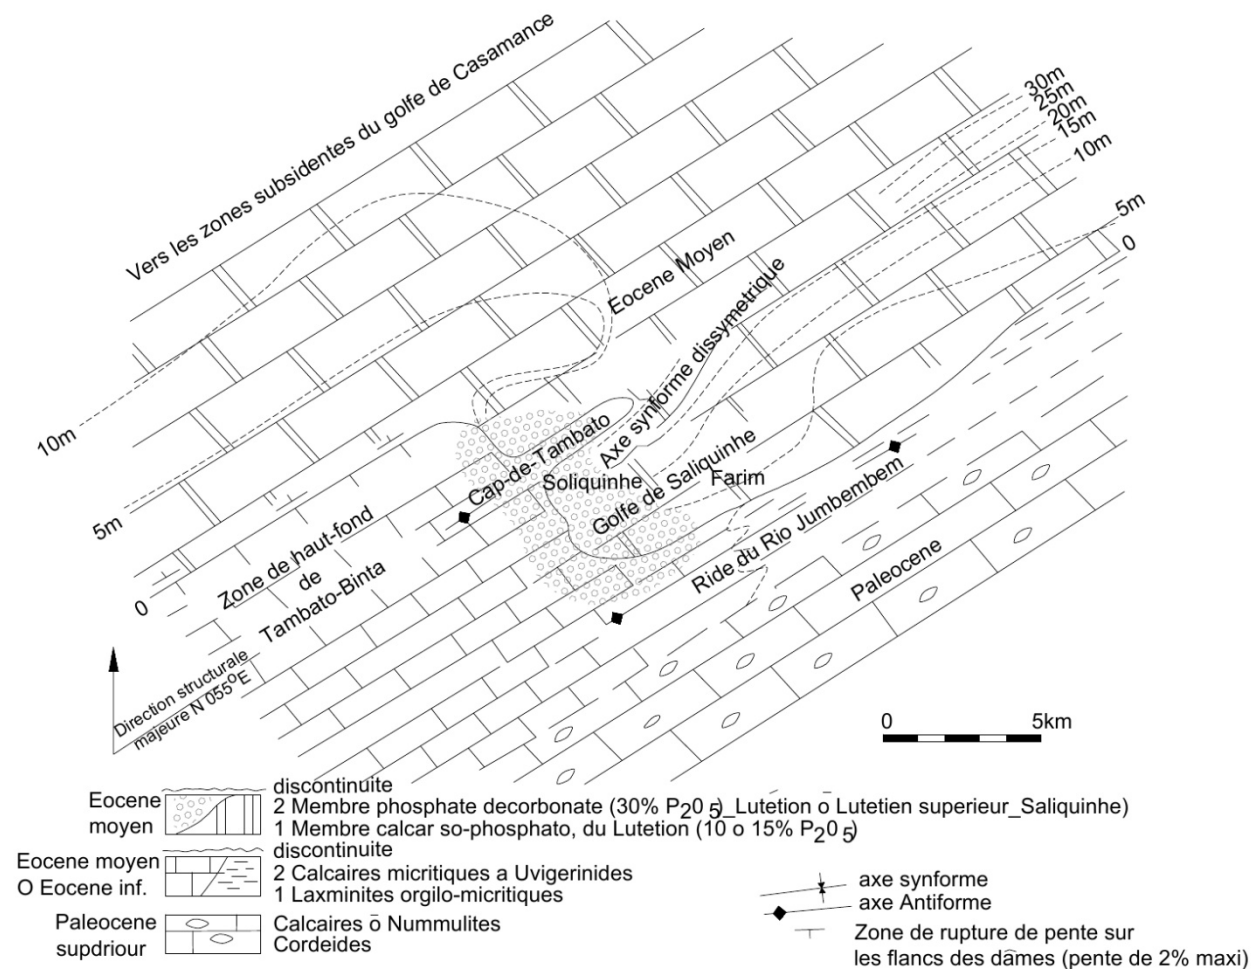 Vers les zones subsidentes du golfe de Casamance
30m
25m
20m
15m
10m
5m
0
Eocene Moyen
Axe synforme dissymetrique
10m
5m
0
Cap-de-Tambato
Soliquinhe
Golfe de Saliquinhe
Farim
Zone de haut-fond
de
Tambato-Binta
Ride du Rio Jumbembem
Paleocene
Direction structurale
majeure N 055°E
0 5km
Eocene
moyen
discontinuite
2 Membre phosphate decorbonate (30% P2O5)_Lutetion ō Lutetien superieur_Saliquinhe)
1 Membre calcar so-phosphato, du Lutetion (10 o 15% P2O5)
Eocene moyen
O Eocene inf.
discontinuite
2 Calcaires micritiques a Uvigerinides
1 Laxminites orgilo-micritiques
Paleocene
supdriour
Calcaires ō Nummulites
Cordeides
axe synforme
axe Antiforme
Zone de rupture de pente sur
les flancs des dames (pente de 2% maxi)